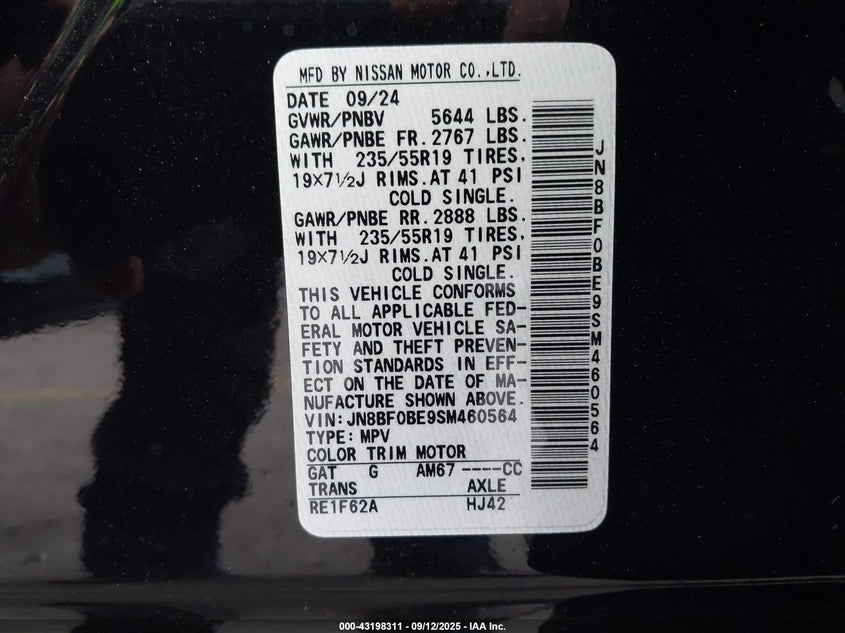 MFD BY NISSAN MOTOR CO.,LTD.
DATE 09/24
GVWR/PNBV 5644 LBS.
GAWR/PNBE FR. 2767 LBS.
WITH 235/55R19 TIRES.
19×7½J RIMS. AT 41 PSI
COLD SINGLE.
GAWR/PNBE RR. 2888 LBS.
WITH 235/55R19 TIRES.
19×7½J RIMS. AT 41 PSI
COLD SINGLE.
THIS VEHICLE CONFORMS
TO ALL APPLICABLE FED-
ERAL MOTOR VEHICLE SA-
FETY AND THEFT PREVEN-
TION STANDARDS IN EFF-
ECT ON THE DATE OF MA-
NUFACTURE SHOWN ABOVE.
VIN:JN8BF0BE9SM460564
TYPE: MPV
COLOR TRIM MOTOR
GAT G AM67 ----CC
TRANS AXLE
RE1F62A HJ42
JN8BF0BE9SM460564
000-43198311 - 09/12/2025 - IAA Inc.